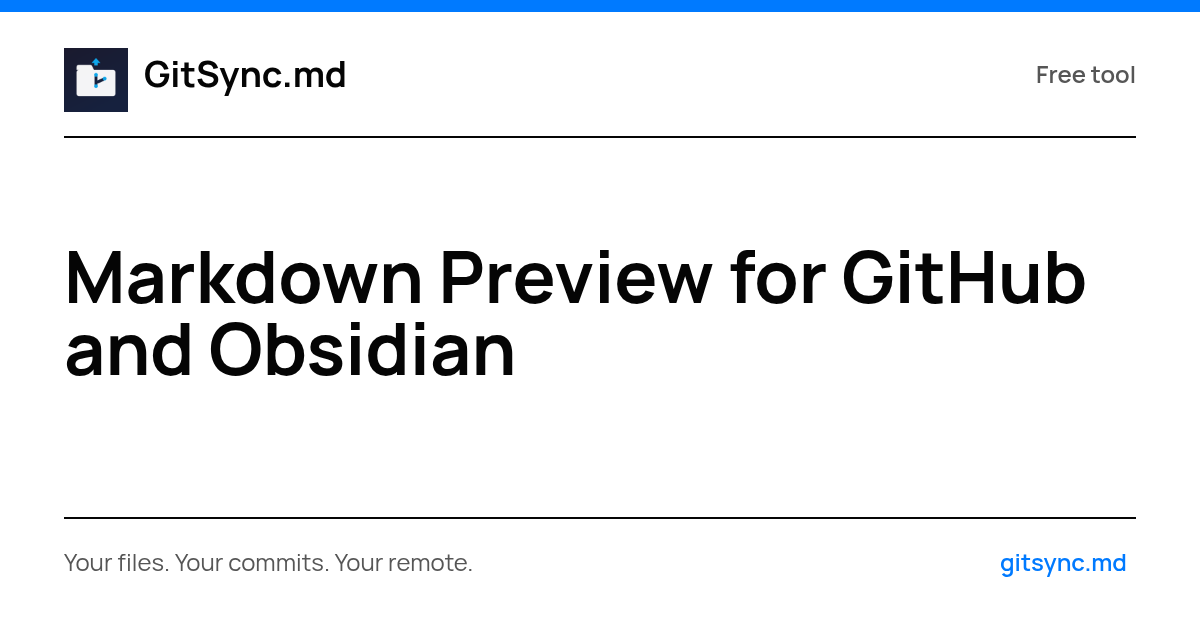 GitSync.md
Free tool
Markdown Preview for GitHub
and Obsidian
Your files. Your commits. Your remote.
gitsync.md